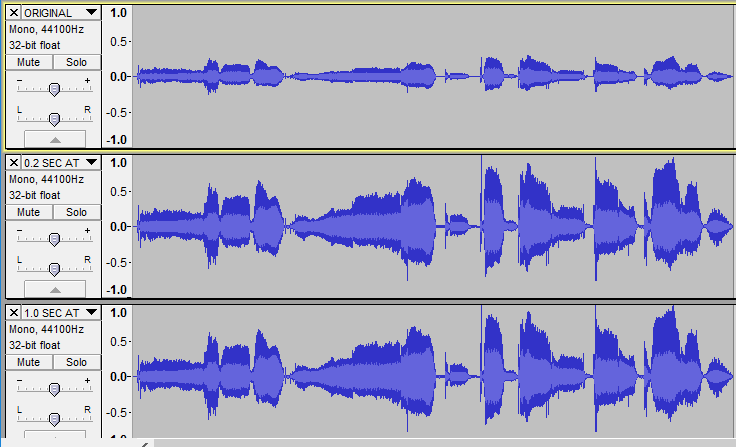 ORIGINAL
1.0
Mono, 44100Hz
0.5-
32-bit float
Mute Solo
0.0-
- +
L R
-0.5-
-1.0
0.2 SEC AT
1.0
Mono, 44100Hz
0.5-
32-bit float
Mute Solo
0.0-
- +
L R
-0.5-
-1.0
1.0 SEC AT
1.0
Mono, 44100Hz
0.5-
32-bit float
Mute Solo
0.0-
- +
L R
-0.5-